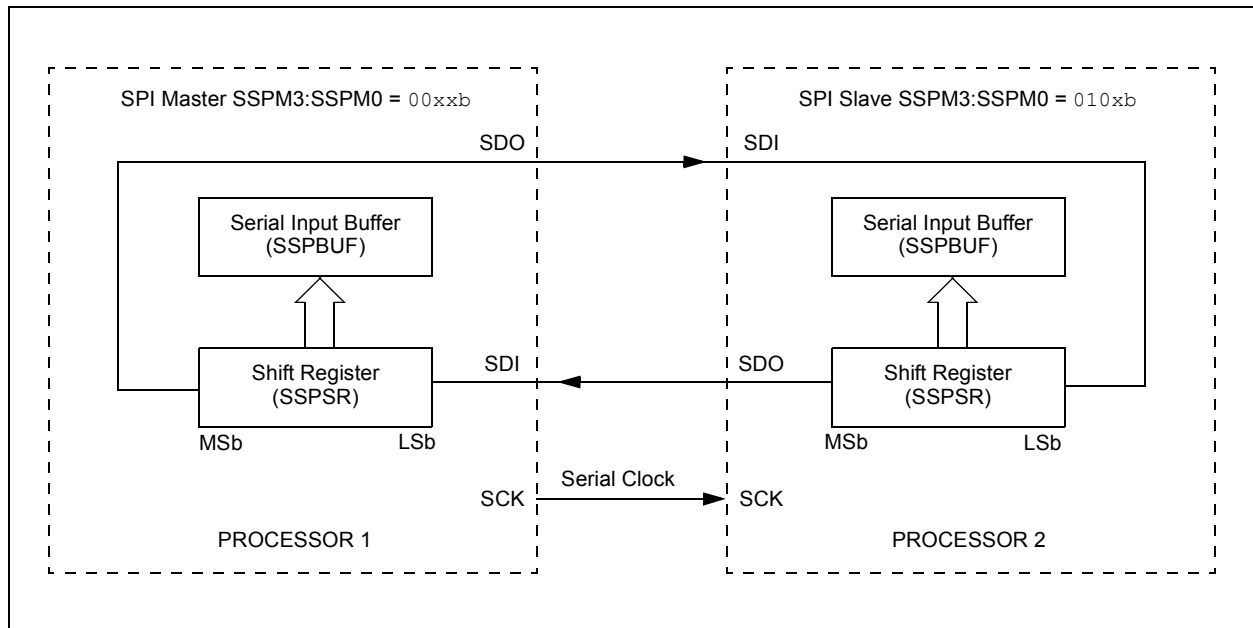 SPI Master SSPM3:SSPM0 = 00xxb
SDO
Serial Input Buffer
(SSPBUF)
Shift Register
(SSPSR)
MSb
LSb
SDI
SCK
PROCESSOR 1
Serial Clock
SPI Slave SSPM3:SSPM0 = 010xb
SDI
Serial Input Buffer
(SSPBUF)
SDO
Shift Register
(SSPSR)
MSb
LSb
SCK
PROCESSOR 2